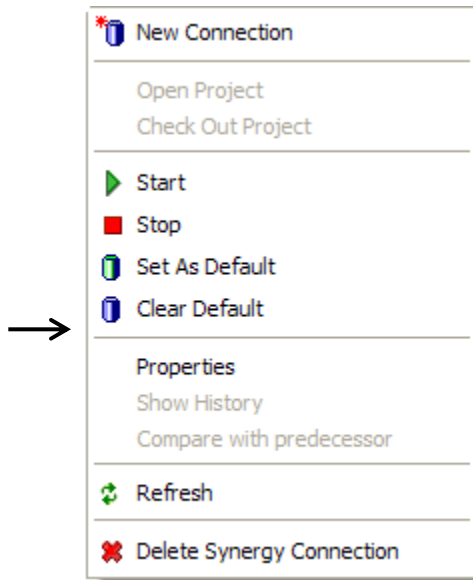 New Connection
Open Project
Check Out Project
Start
Stop
Set As Default
Clear Default
Properties
Show History
Compare with predecessor
Refresh
Delete Synergy Connection